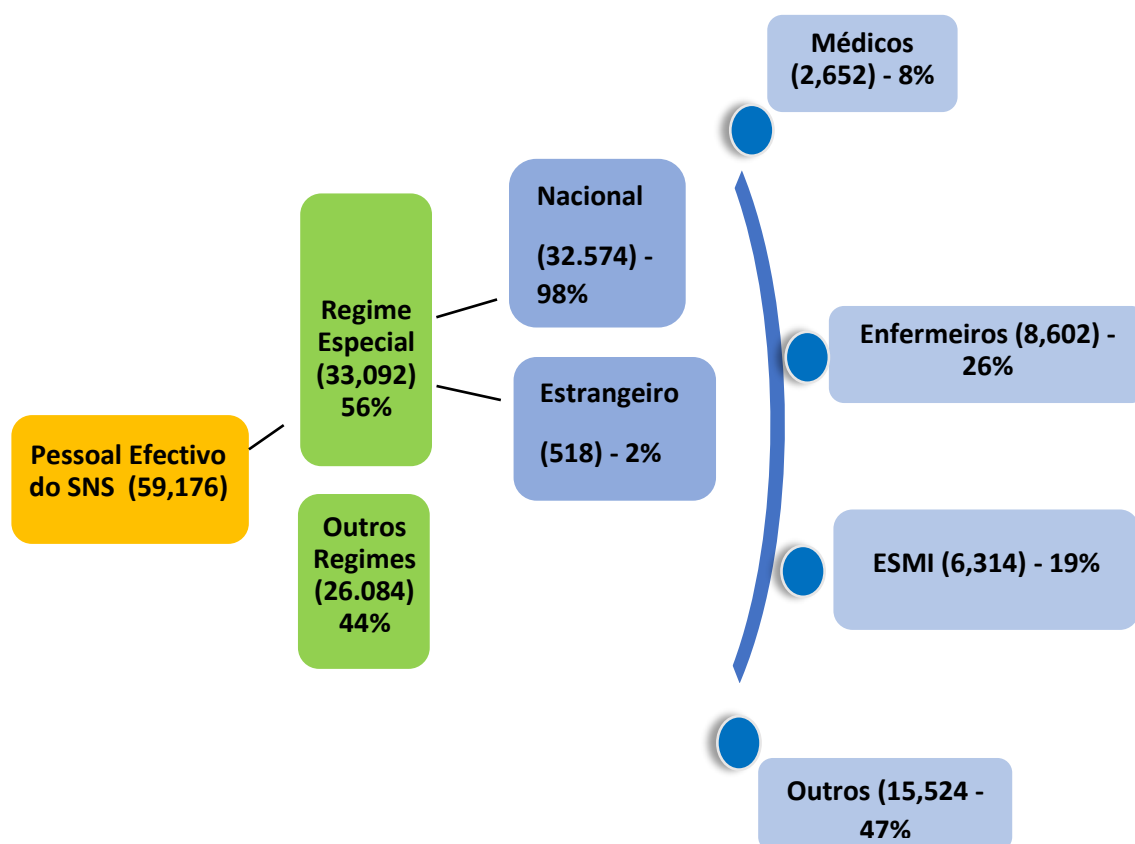 Médicos
(2,652) - 8%
Nacional
(32.574) -
98%
Regime
Especial
(33,092)
56%
Enfermeiros (8,602) -
26%
Estrangeiro
(518) - 2%
Pessoal Efectivo
do SNS (59,176)
Outros
Regimes
(26.084)
44%
ESMI (6,314) - 19%
Outros (15,524 -
47%